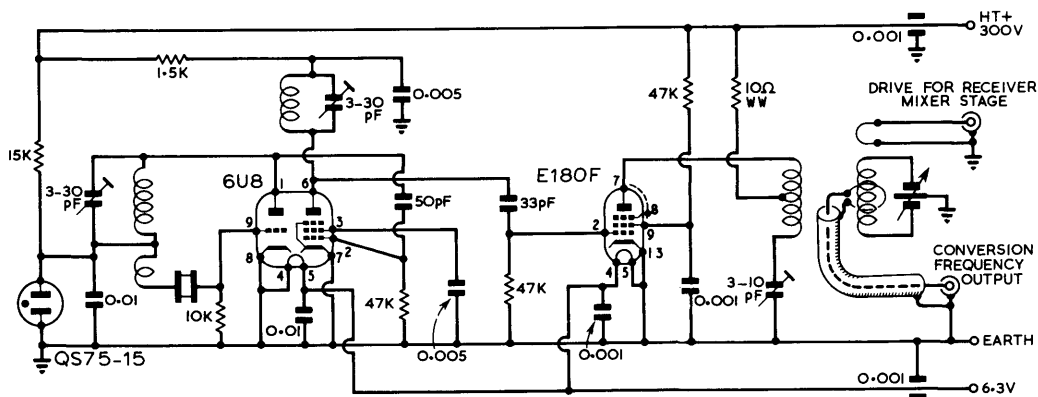 HT+
300V
0·001
1·5K
3-30
pF
0·005
47K
10Ω
WW
DRIVE FOR RECEIVER
MIXER STAGE
15K
3-30
pF
6U8
1
6
50pF
33pF
E180F
7
8
9
3
2
9
8
4
5
7
2
4
5
1 3
CONVERSION
FREQUENCY
OUTPUT
0·01
10K
0·01
47K
47K
0·001
3-10
pF
QS75-15
0·005
0·001
EARTH
0·001
6·3V